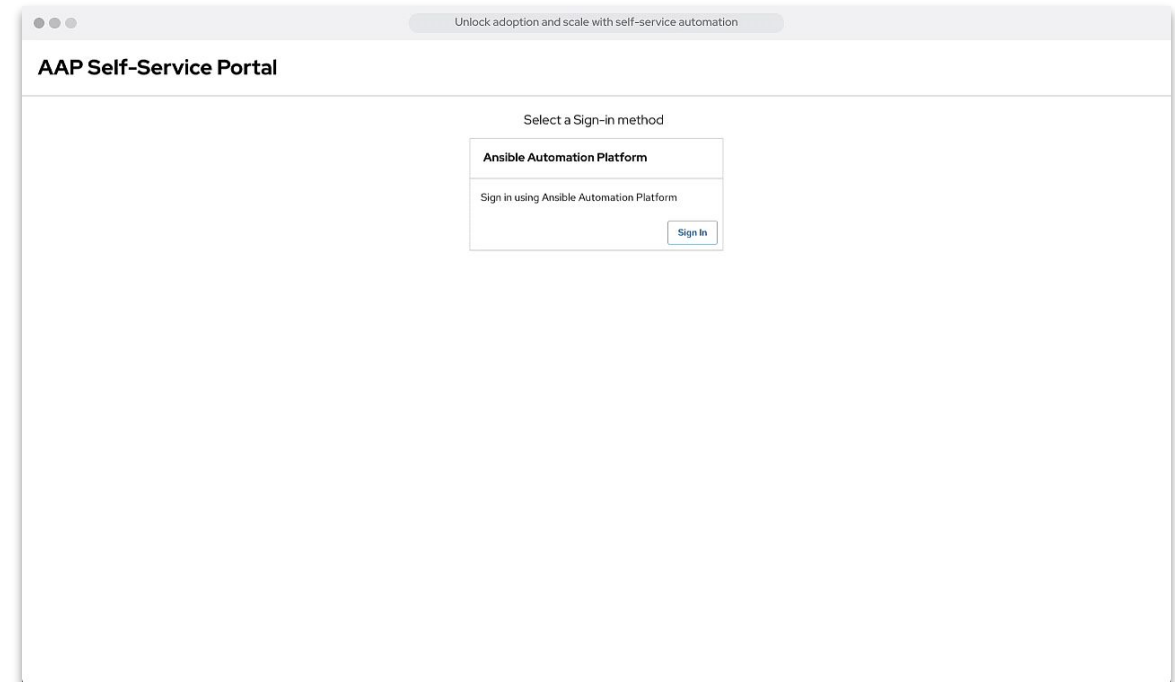 Unlock adoption and scale with self-service automation
AAP Self-Service Portal
Select a Sign-in method
Ansible Automation Platform
Sign in using Ansible Automation Platform
Sign In